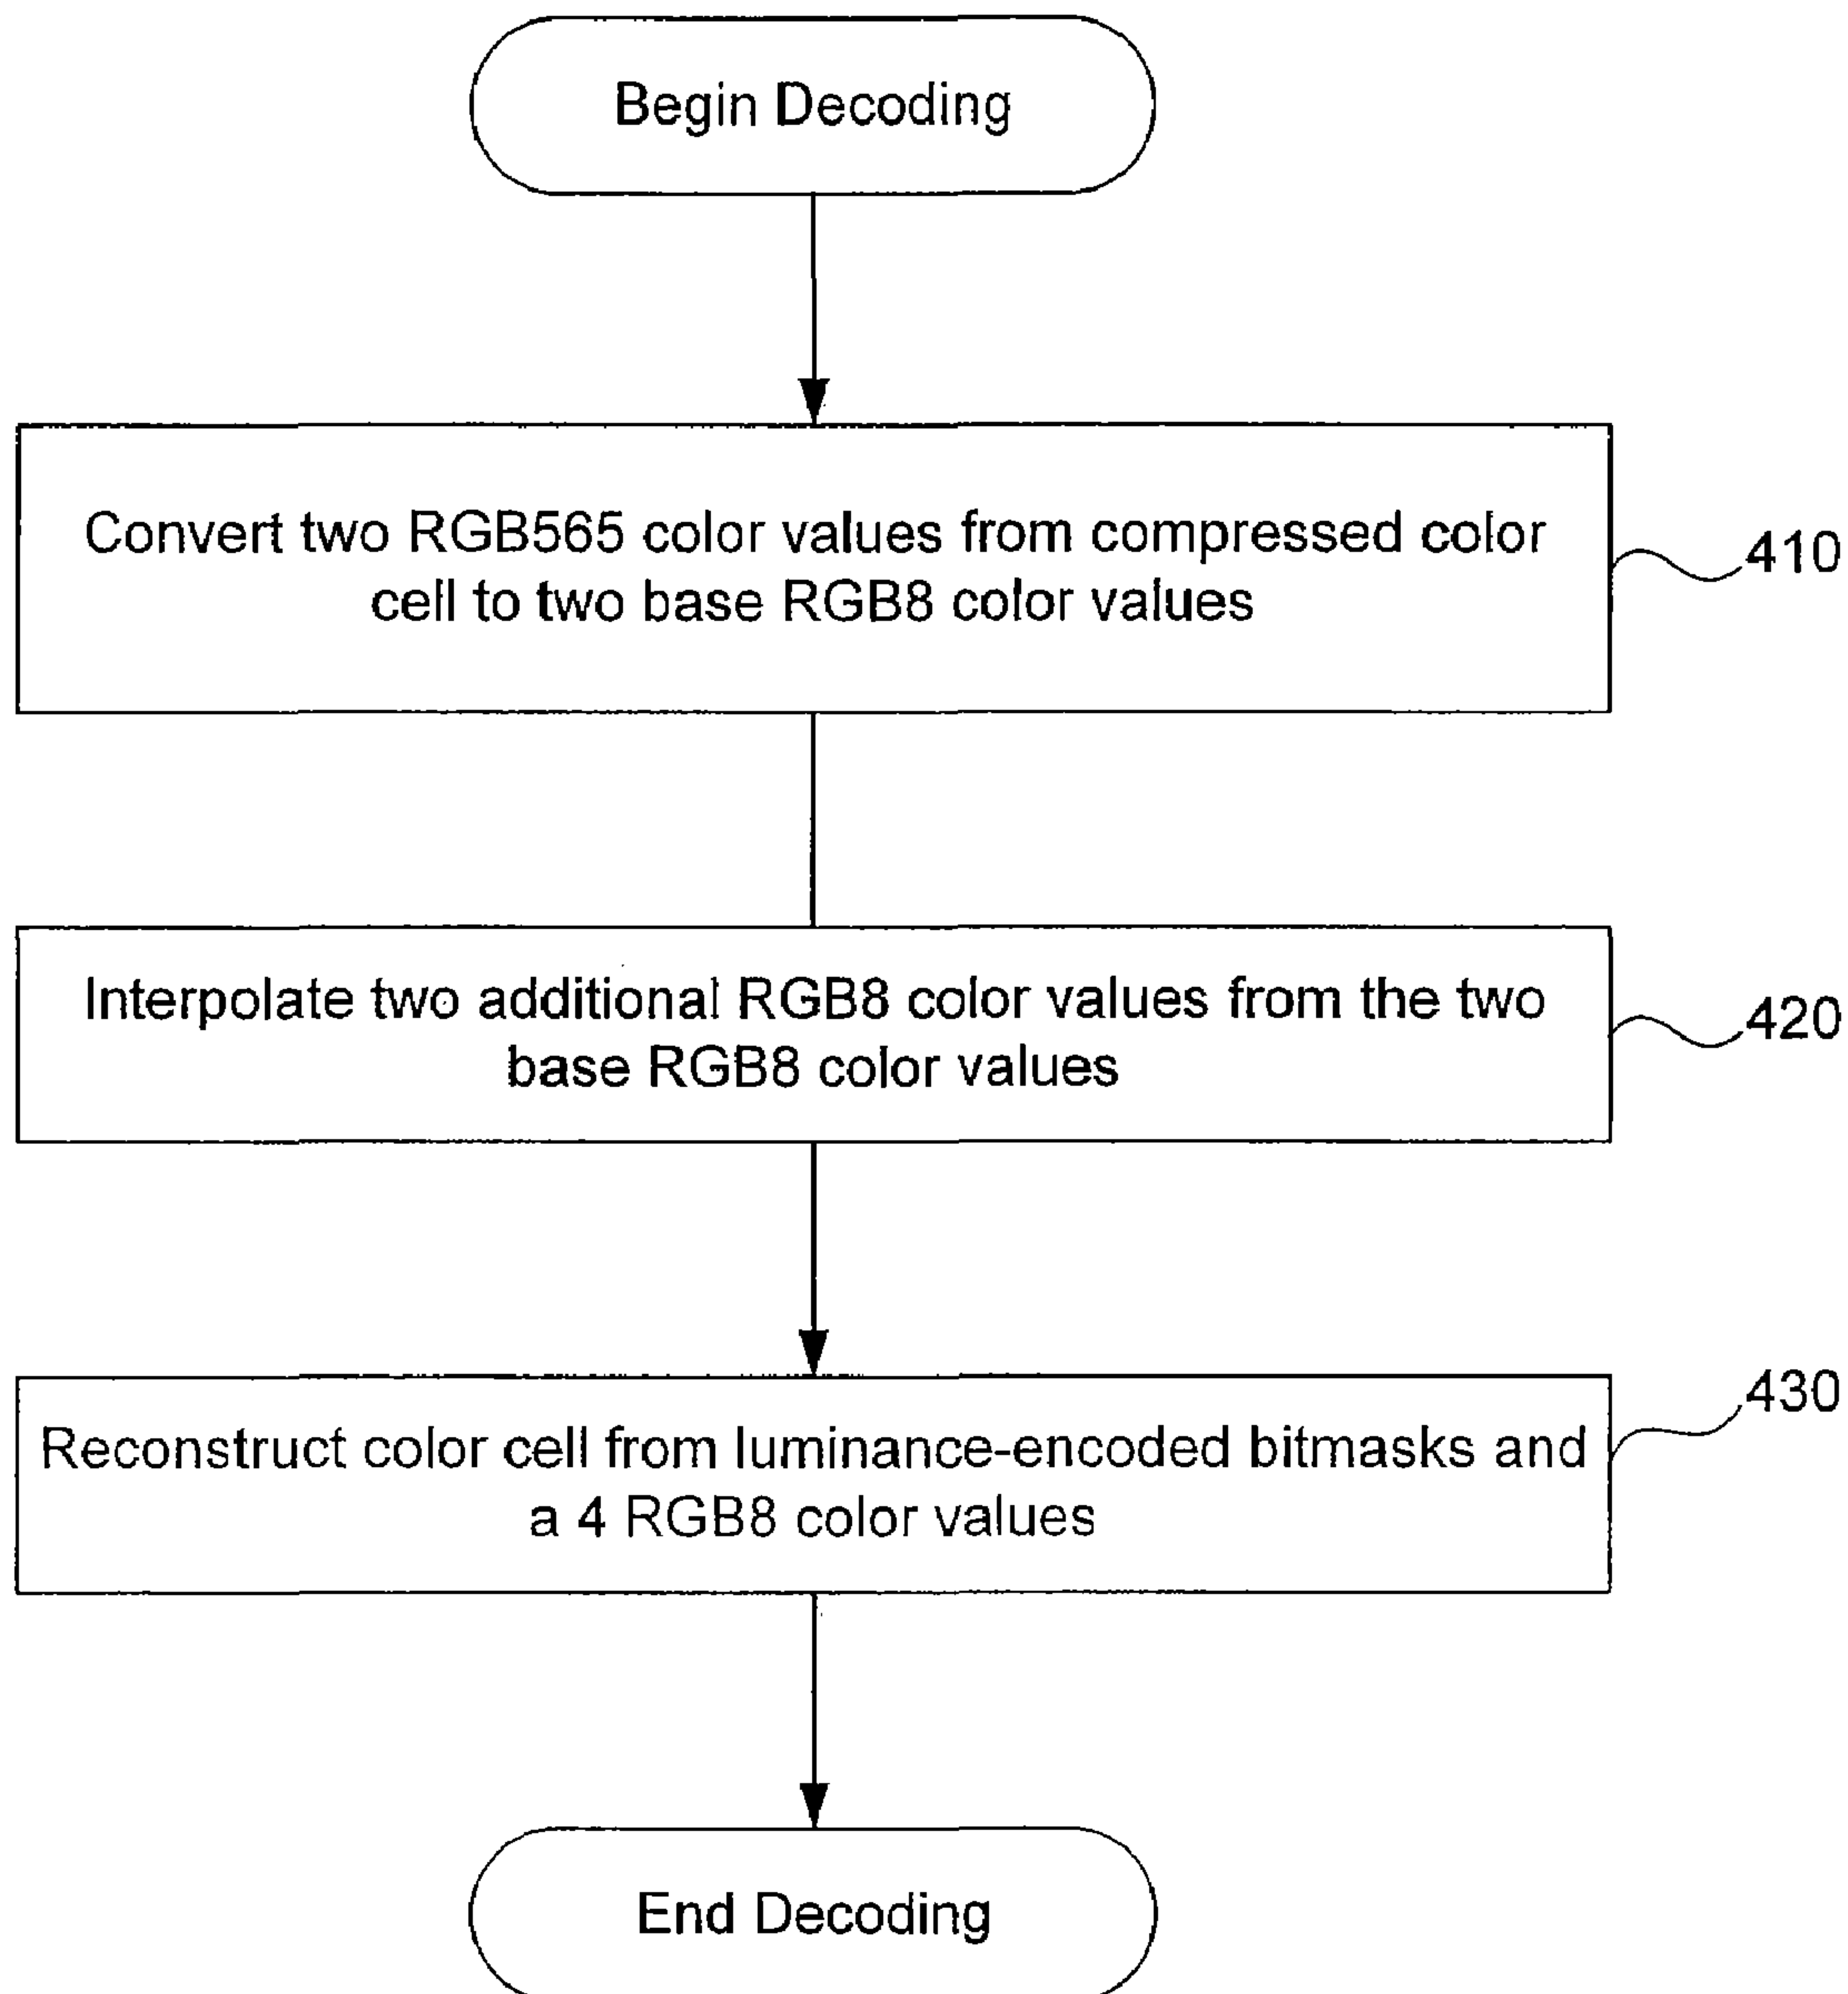 Begin Decoding
Convert two RGB565 color values from compressed color
cell to two base RGB8 color values
410
Interpolate two additional RGB8 color values from the two
base RGB8 color values
420
430
Reconstruct color cell from luminance-encoded bitmasks and
a 4 RGB8 color values
End Decoding